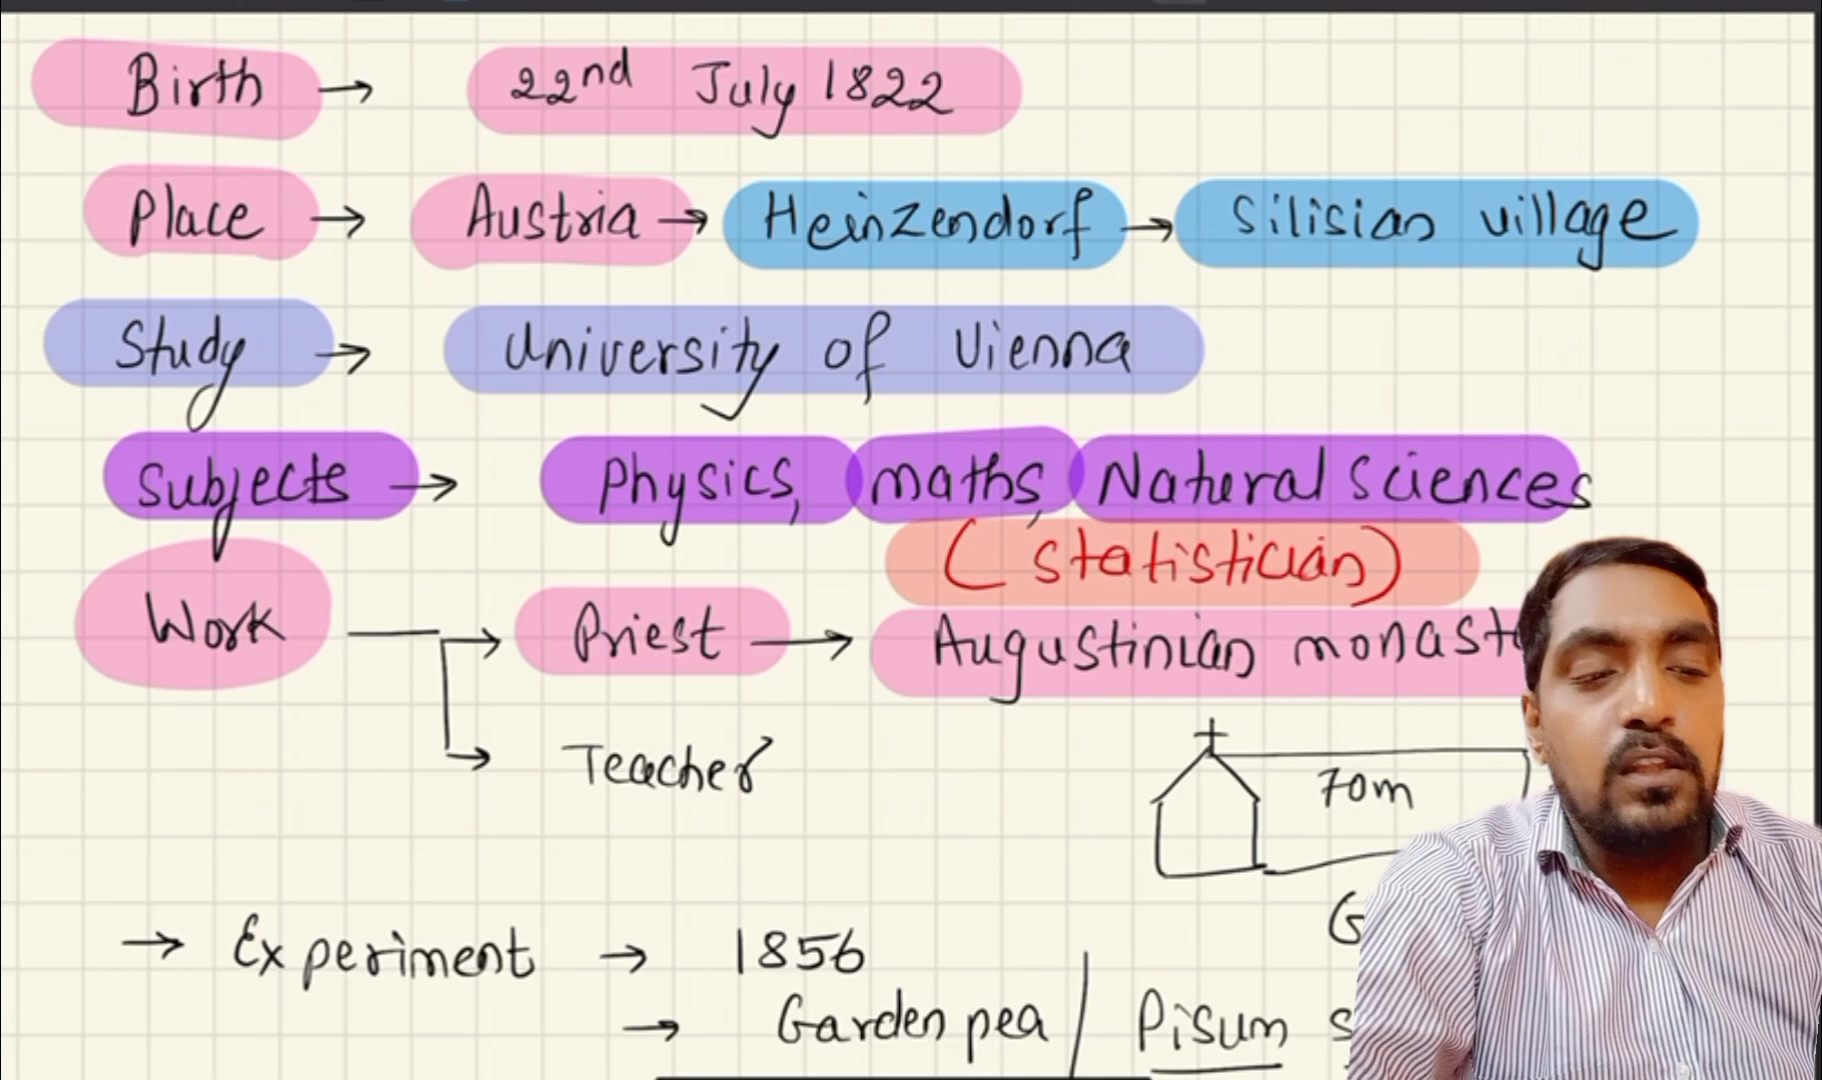 Birth → 22nd July 1822
Place → Austria → Heinzendorf → Silisian village
Study → University of Vienna
Subjects → Physics, maths, Natural Sciences
(statistician)
Work → Priest → Augustinian
→ Teacher
70m
→ Experiment → 1856
→ Garden pea / Pisum